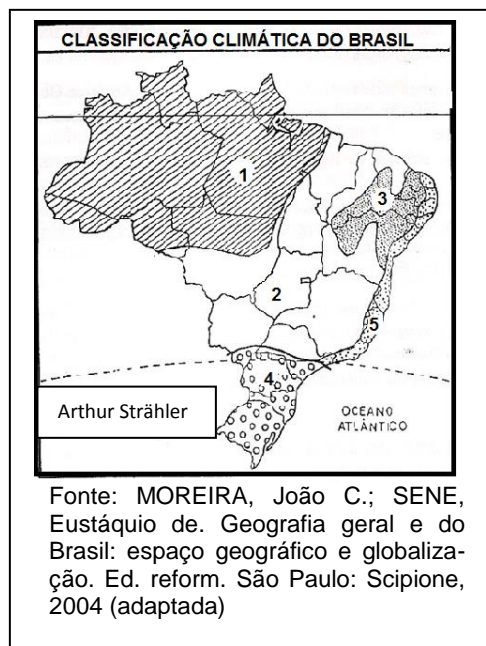 CLASSIFICAÇÃO CLIMÁTICA DO BRASIL
1
3
2
5
4
Arthur Strähler
OCEANO
ATLÂNTICO
Fonte: MOREIRA, João C.; SENE,
Eustáquio de. Geografia geral e do
Brasil: espaço geográfico e globaliza-
ção. Ed. reform. São Paulo: Scipione,
2004 (adaptada)